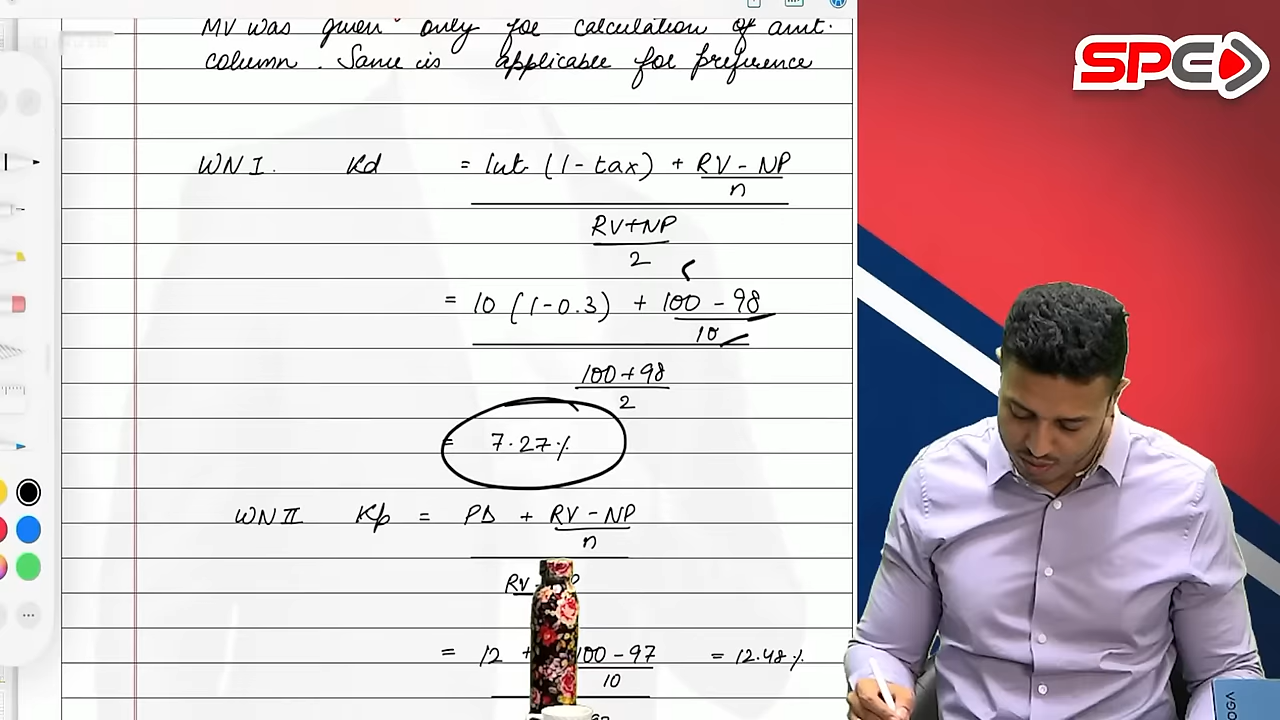 MV was given only for calculation of amt.
column. Same is applicable for preference
SPC
WN I. Kd = Int. (1 - tax) + RV - NP
n
RV+NP
2
= 10 (1-0.3) + 100 - 98
10
100+98
2
= 7.27%
WN II Kp = PD + RV - NP
n
RV
= 12 + 100 - 97 = 12.48%
10